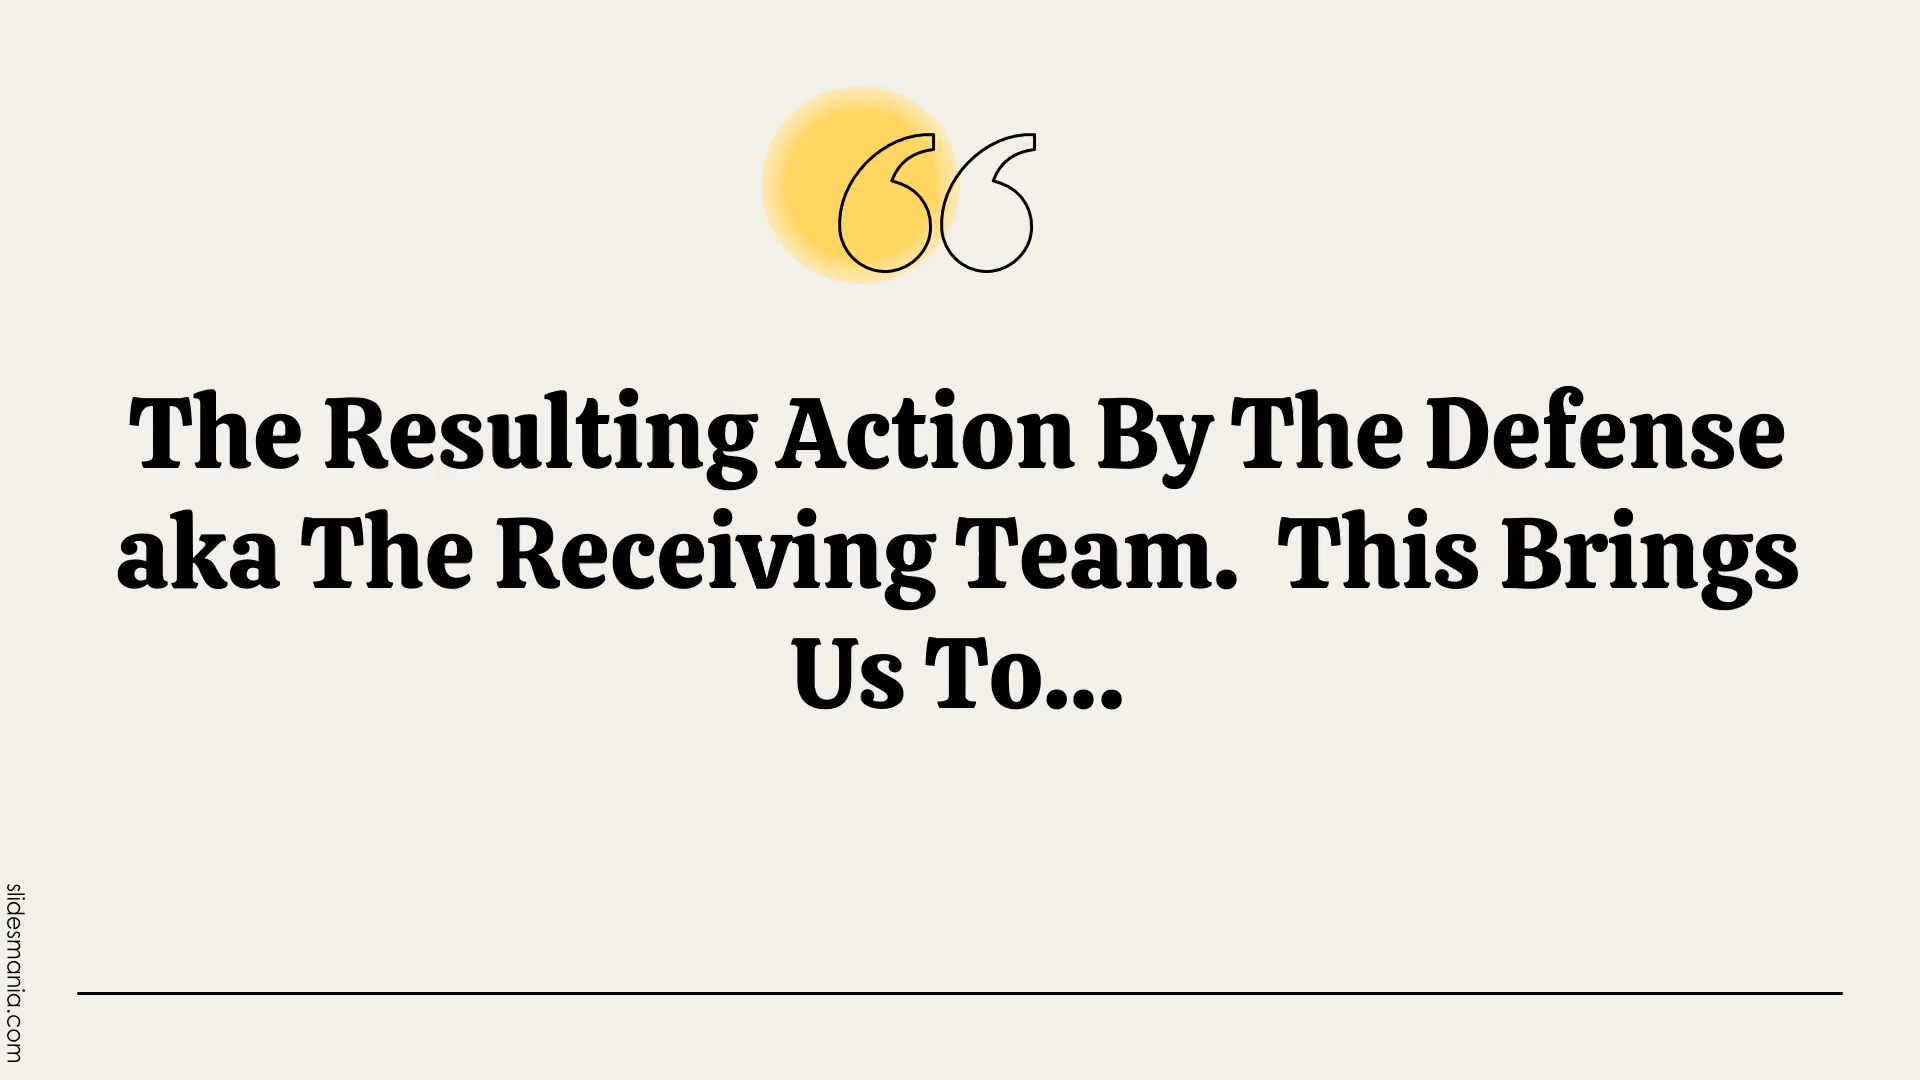 The Resulting Action By The Defense
aka The Receiving Team.  This Brings
Us To...
slidesmania.com